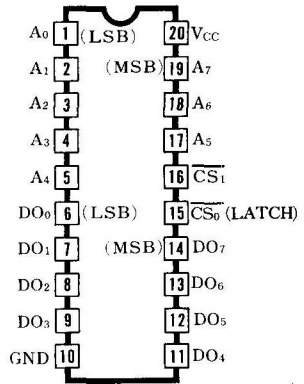 A₀ 1 (LSB) 20 VCC
A₁ 2 (MSB) 19 A₇
A₂ 3 18 A₆
A₃ 4 17 A₅
A₄ 5 16 C̅S̅₁
DO₀ 6 (LSB) 15 C̅S̅₀ (LATCH)
DO₁ 7 (MSB) 14 DO₇
DO₂ 8 13 DO₆
DO₃ 9 12 DO₅
GND 10 11 DO₄